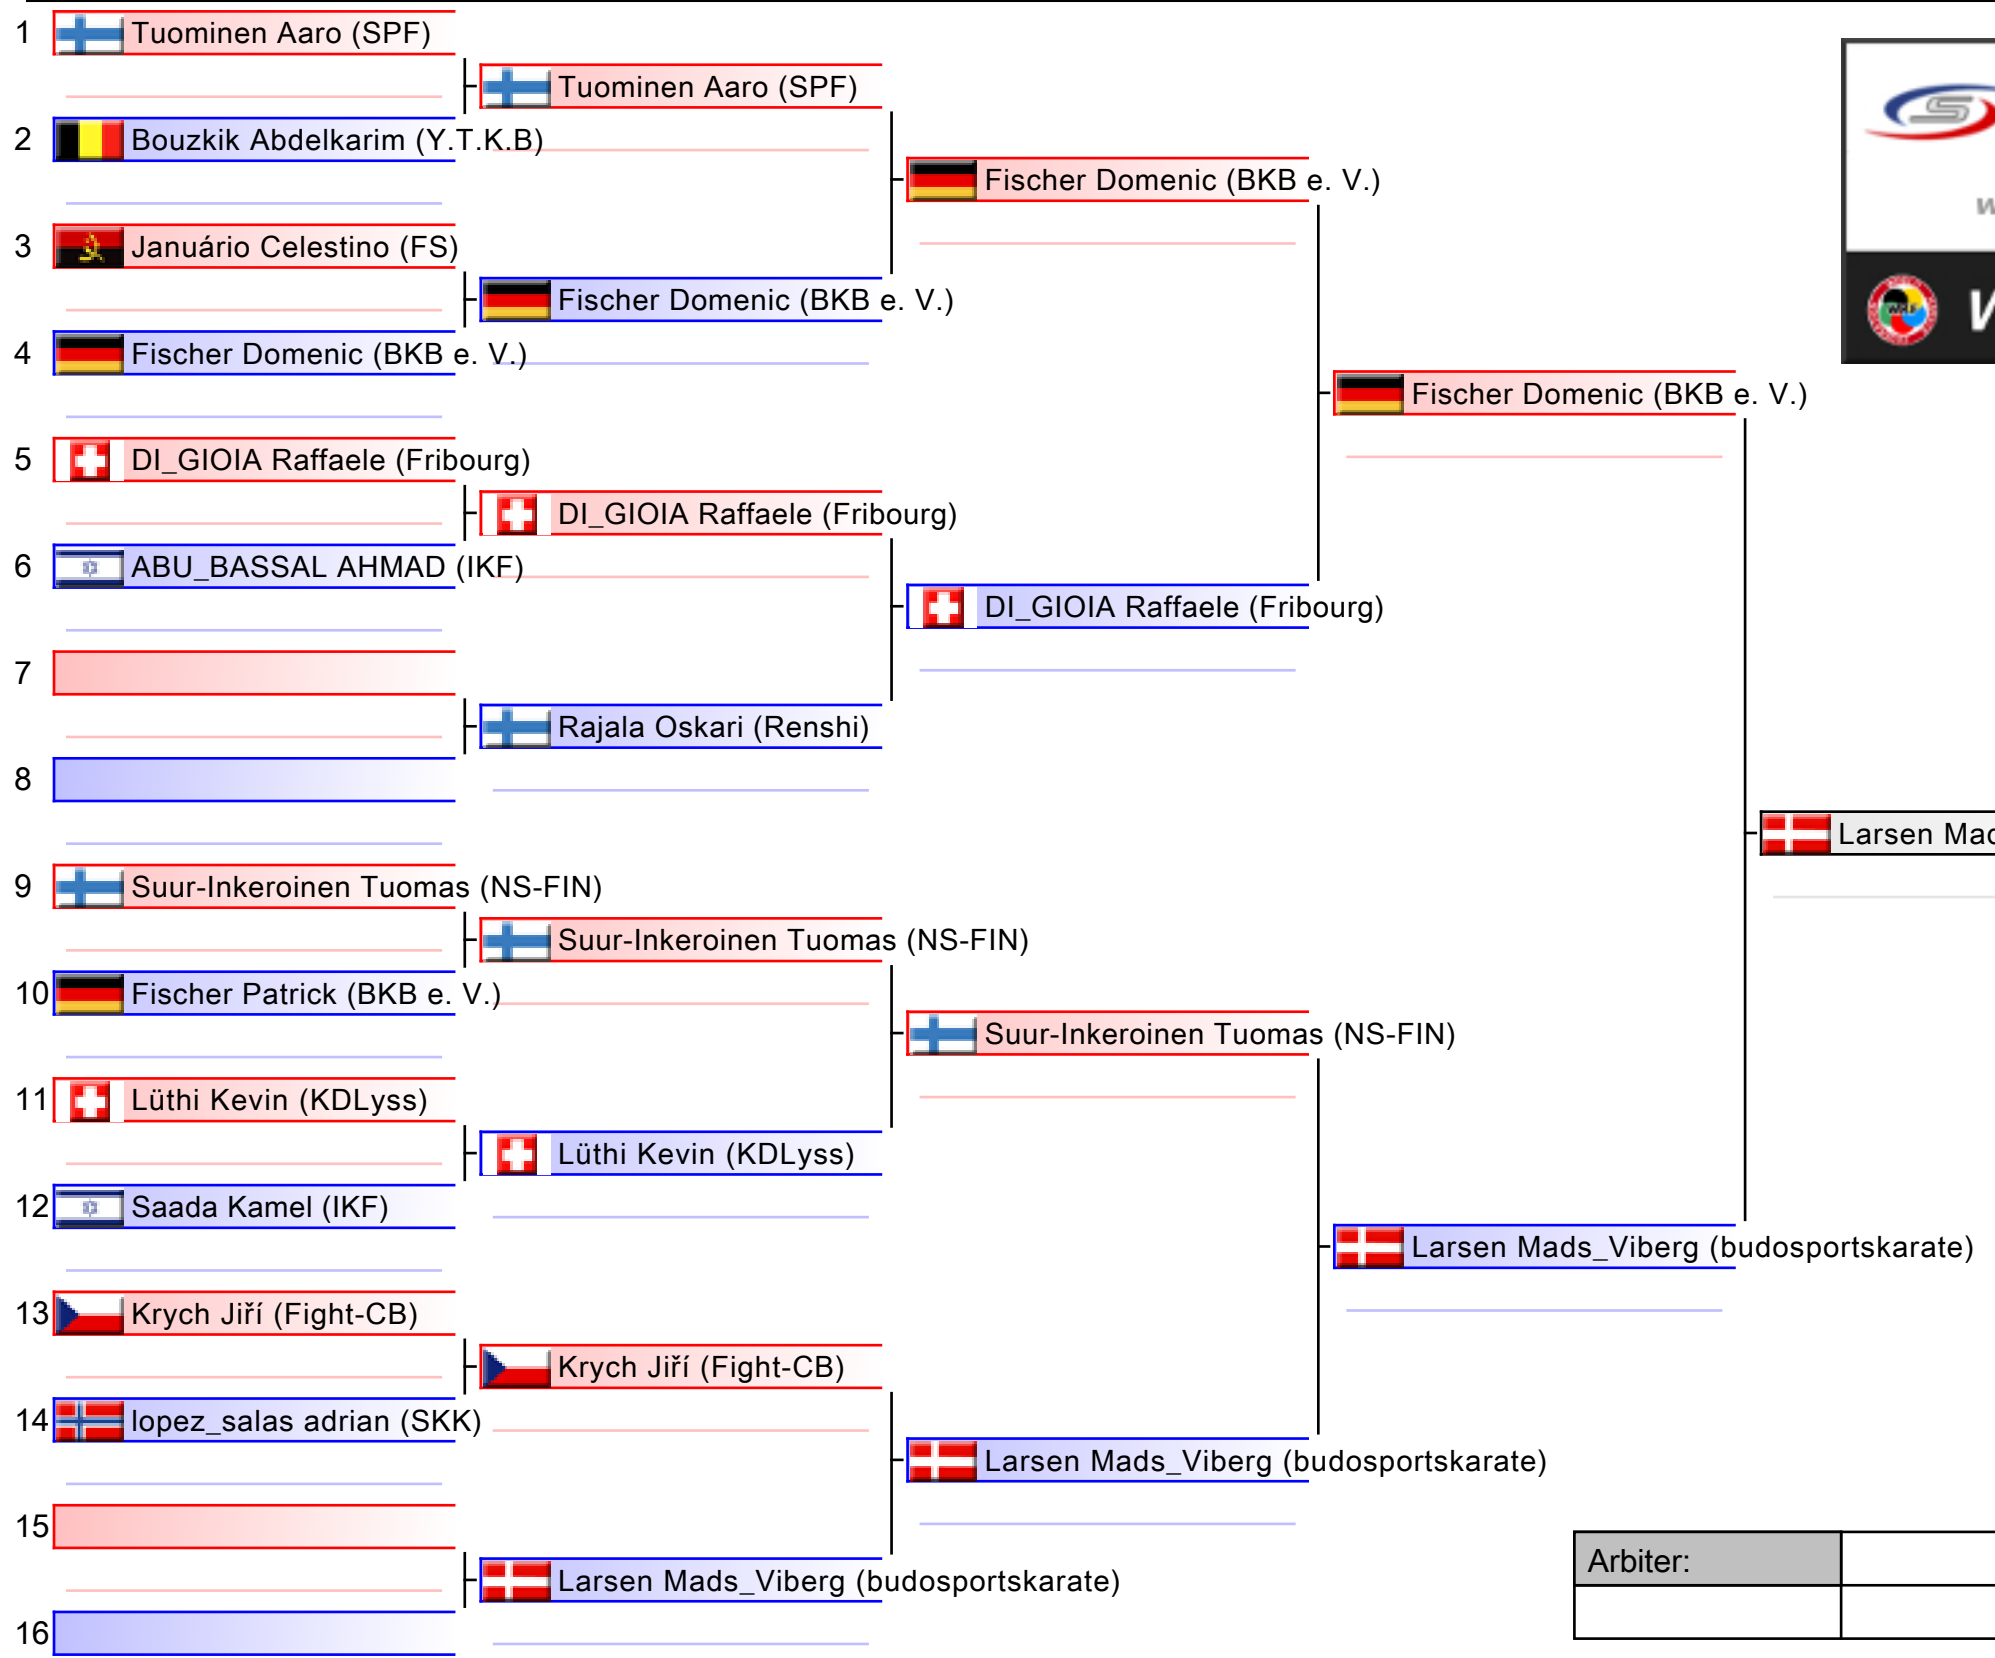 1 Tuominen Aaro (SPF)
Tuominen Aaro (SPF)
2 Bouzkik Abdelkarim (Y.T.K.B)
Fischer Domenic (BKB e. V.)
3 Januário Celestino (FS)
Fischer Domenic (BKB e. V.)
4 Fischer Domenic (BKB e. V.)
Fischer Domenic (BKB e. V.)
5 DI_GIOIA Raffaele (Fribourg)
DI_GIOIA Raffaele (Fribourg)
6 ABU_BASSAL AHMAD (IKF)
DI_GIOIA Raffaele (Fribourg)
7
Rajala Oskari (Renshi)
8
Larsen
9 Suur-Inkeroinen Tuomas (NS-FIN)
Suur-Inkeroinen Tuomas (NS-FIN)
10 Fischer Patrick (BKB e. V.)
Suur-Inkeroinen Tuomas (NS-FIN)
11 Lüthi Kevin (KDLyss)
Lüthi Kevin (KDLyss)
12 Saada Kamel (IKF)
Larsen Mads_Viberg (budosportskarate)
13 Krych Jiří (Fight-CB)
Krych Jiří (Fight-CB)
14 lopez_salas adrian (SKK)
Larsen Mads_Viberg (budosportskarate)
15
Arbiter:
Larsen Mads_Viberg (budosportskarate)
16